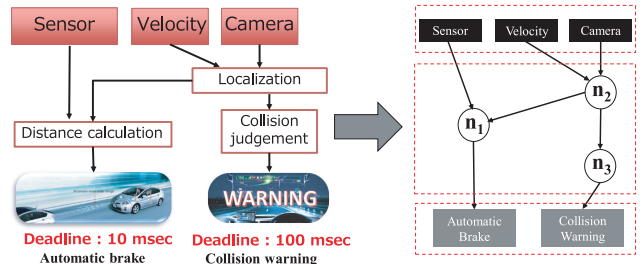 Sensor
Velocity
Camera
Localization
Distance calculation
Collision
judgement
WARNING
Deadline : 10 msec
Deadline : 100 msec
Automatic brake
Collision warning
Sensor
Velocity
Camera
n2
n1
n3
Automatic
Brake
Collision
Warning